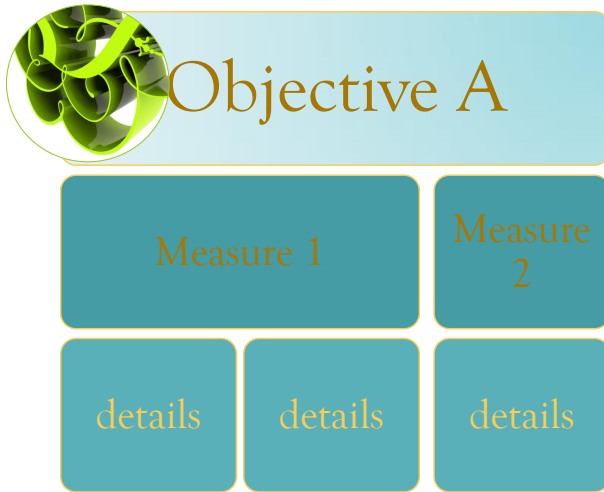 Objective A
Measure 1
Measure
2
details
details
details